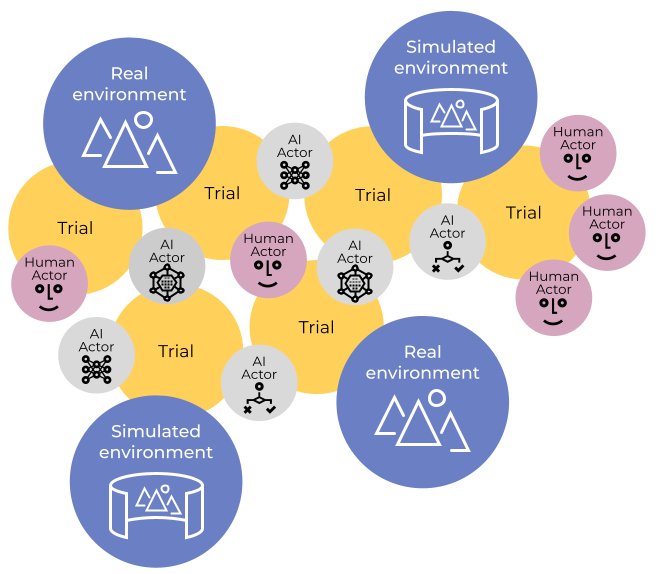 Real
environment
Simulated
environment
AI
Actor
Human
Actor
Trial
Trial
Trial
Trial
Human
Actor
AI
Actor
Human
Actor
AI
Actor
AI
Actor
Human
Actor
Human
Actor
AI
Actor
Trial
Trial
AI
Actor
Real
environment
Simulated
environment